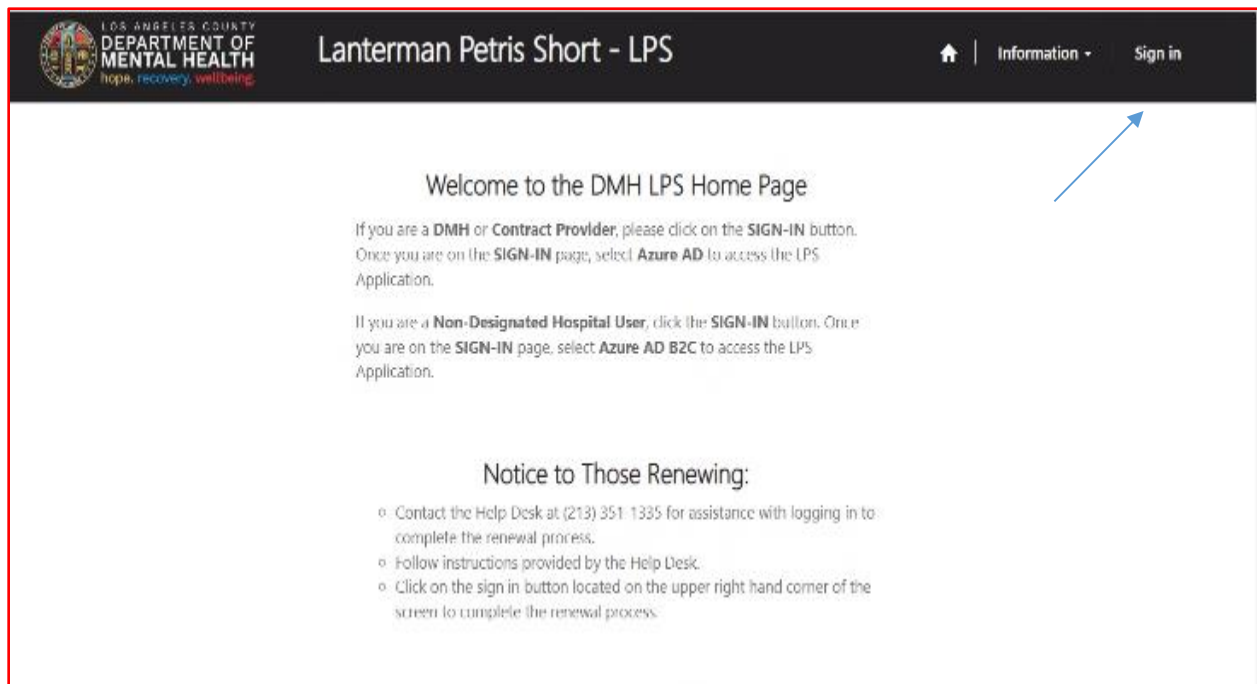 LOS ANGELES COUNTY
DEPARTMENT OF
MENTAL HEALTH
hope. recovery. wellbeing.
Lanterman Petris Short - LPS
Information
Sign in
Welcome to the DMH LPS Home Page
If you are a DMH or Contract Provider, please click on the SIGN-IN button.
Once you are on the SIGN-IN page, select Azure AD to access the LPS
Application.
If you are a Non-Designated Hospital User, click the SIGN-IN button. Once
you are on the SIGN-IN page, select Azure AD B2C to access the LPS
Application.
Notice to Those Renewing:
Contact the Help Desk at (213) 351-1335 for assistance with logging in to
complete the renewal process.
Follow instructions provided by the Help Desk.
Click on the sign in button located on the upper right hand corner of the
screen to complete the renewal process.